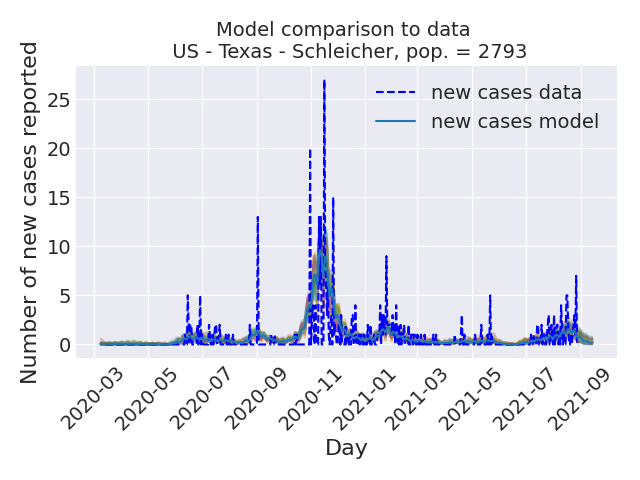 Model comparison to data
US - Texas - Schleicher, pop. = 2793
Number of new cases reported
25
20
15
10
5
0
new cases data
new cases model
2020-03
2020-05
2020-07
2020-09
2020-11
2021-01
2021-03
2021-05
2021-07
2021-09
Day